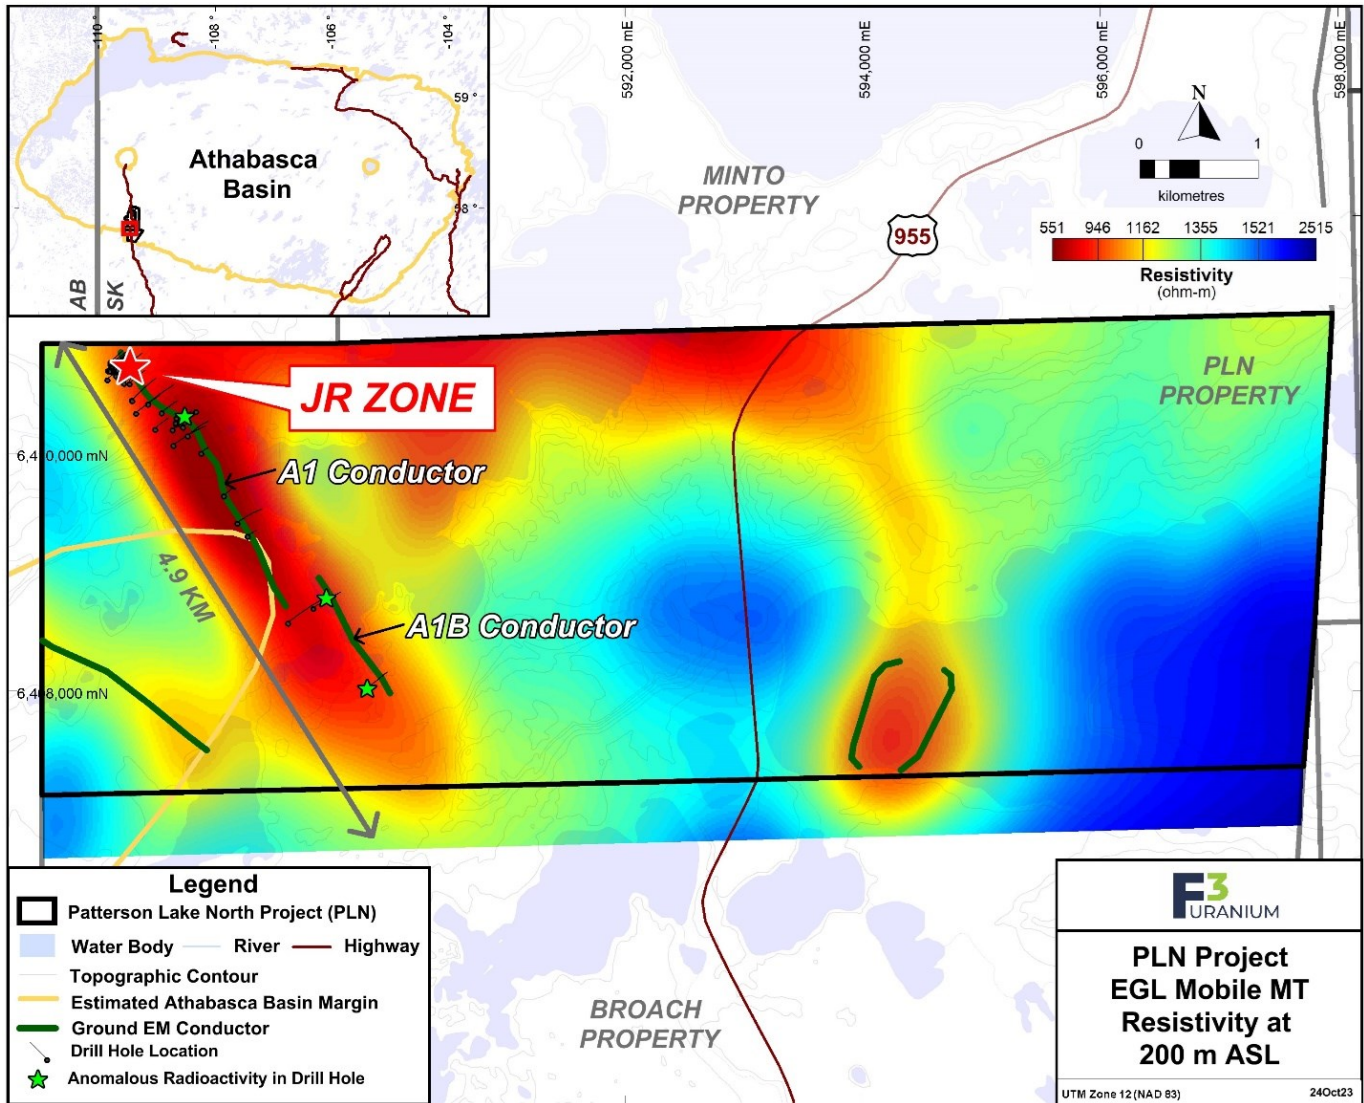 -110 °
-108 °
-106 °
-104 °
59 °
58 °
Athabasca
Basin
AB
SK
592,000 mE
594,000 mE
596,000 mE
598,000 mE
N
0 1
kilometres
MINTO
PROPERTY
955
551 946 1162 1355 1521 2515
Resistivity
(ohm-m)
PLN
PROPERTY
JR ZONE
A1 Conductor
A1B Conductor
4.9 KM
BROACH
PROPERTY
Legend
Patterson Lake North Project (PLN)
Water Body River Highway
Topographic Contour
Estimated Athabasca Basin Margin
Ground EM Conductor
Drill Hole Location
Anomalous Radioactivity in Drill Hole
F3
URANIUM
PLN Project
EGL Mobile MT
Resistivity at
200 m ASL
UTM Zone 12 (NAD 83) 24Oct23